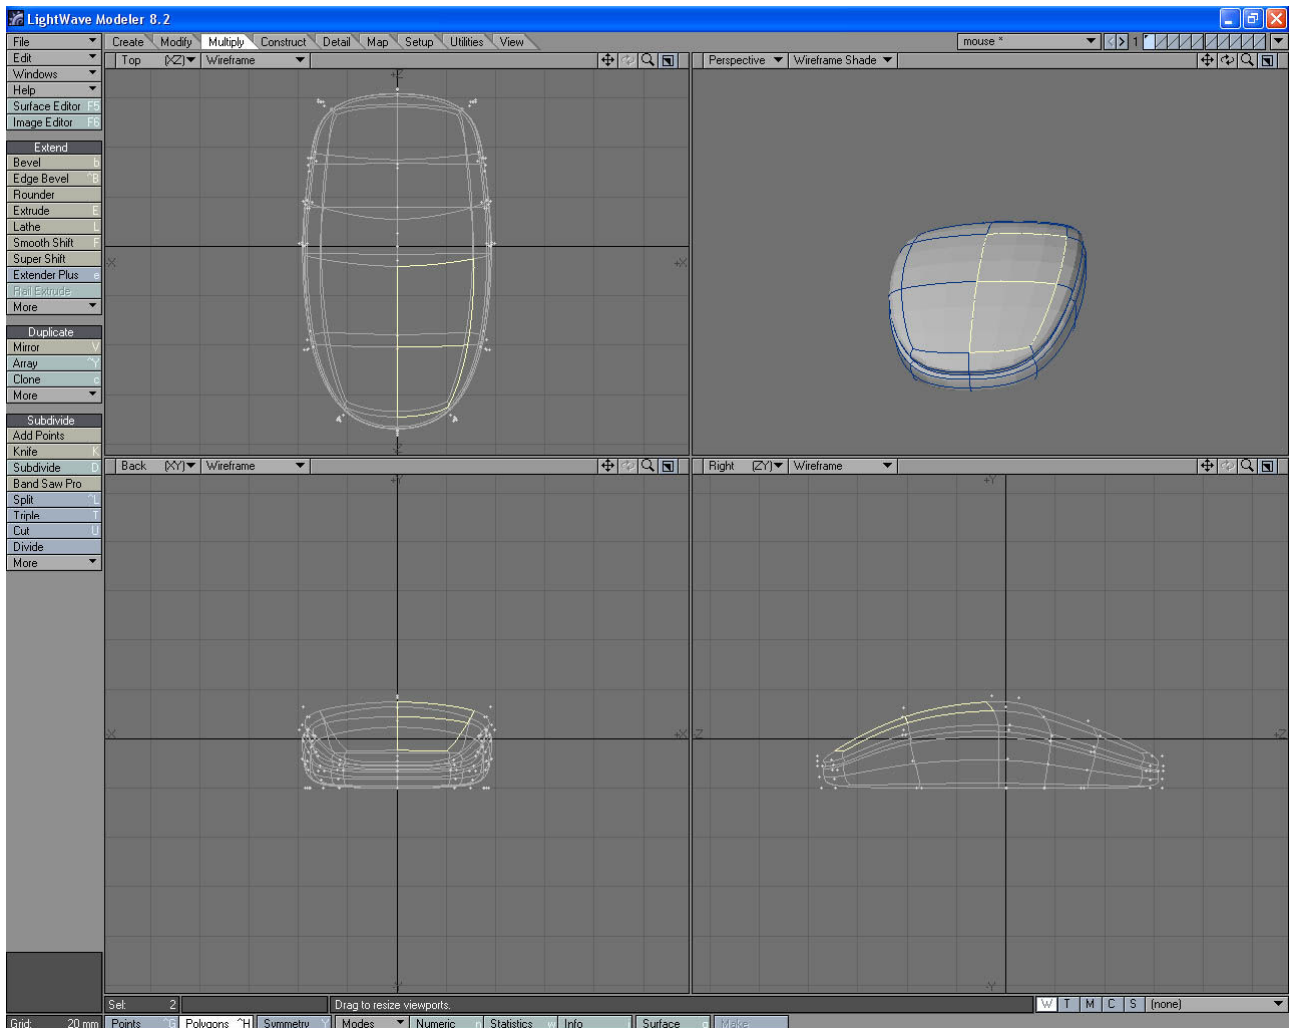 LightWave Modeler 8.2
File
Create Modify Multiply Construct Detail Map Setup Utilities View
mouse *
1
Edit
Windows
Help
Surface Editor F5
Image Editor F6
Top (XZ) Wireframe
Perspective Wireframe Shade
Extend
Bevel b
Edge Bevel ^B
Rounder
Extrude E
Lathe L
Smooth Shift F
Super Shift
Extender Plus e
Rail Extrude
More
Duplicate
Mirror V
Array ^Y
Clone c
More
Subdivide
Add Points
Knife K
Subdivide D
Band Saw Pro
Split ^L
Triple T
Cut U
Divide
More
Back (XY) Wireframe
Right (ZY) Wireframe
+Z
-X
+X
-Z
+Y
-X
+X
-Y
+Y
-Z
+Z
-Y
Sel: 2
Drag to resize viewports.
W T M C S (none)
Grid: 20 mm
Points ^G Polygons ^H Symmetry Y Modes Numeric n Statistics w Info i Surface q Make